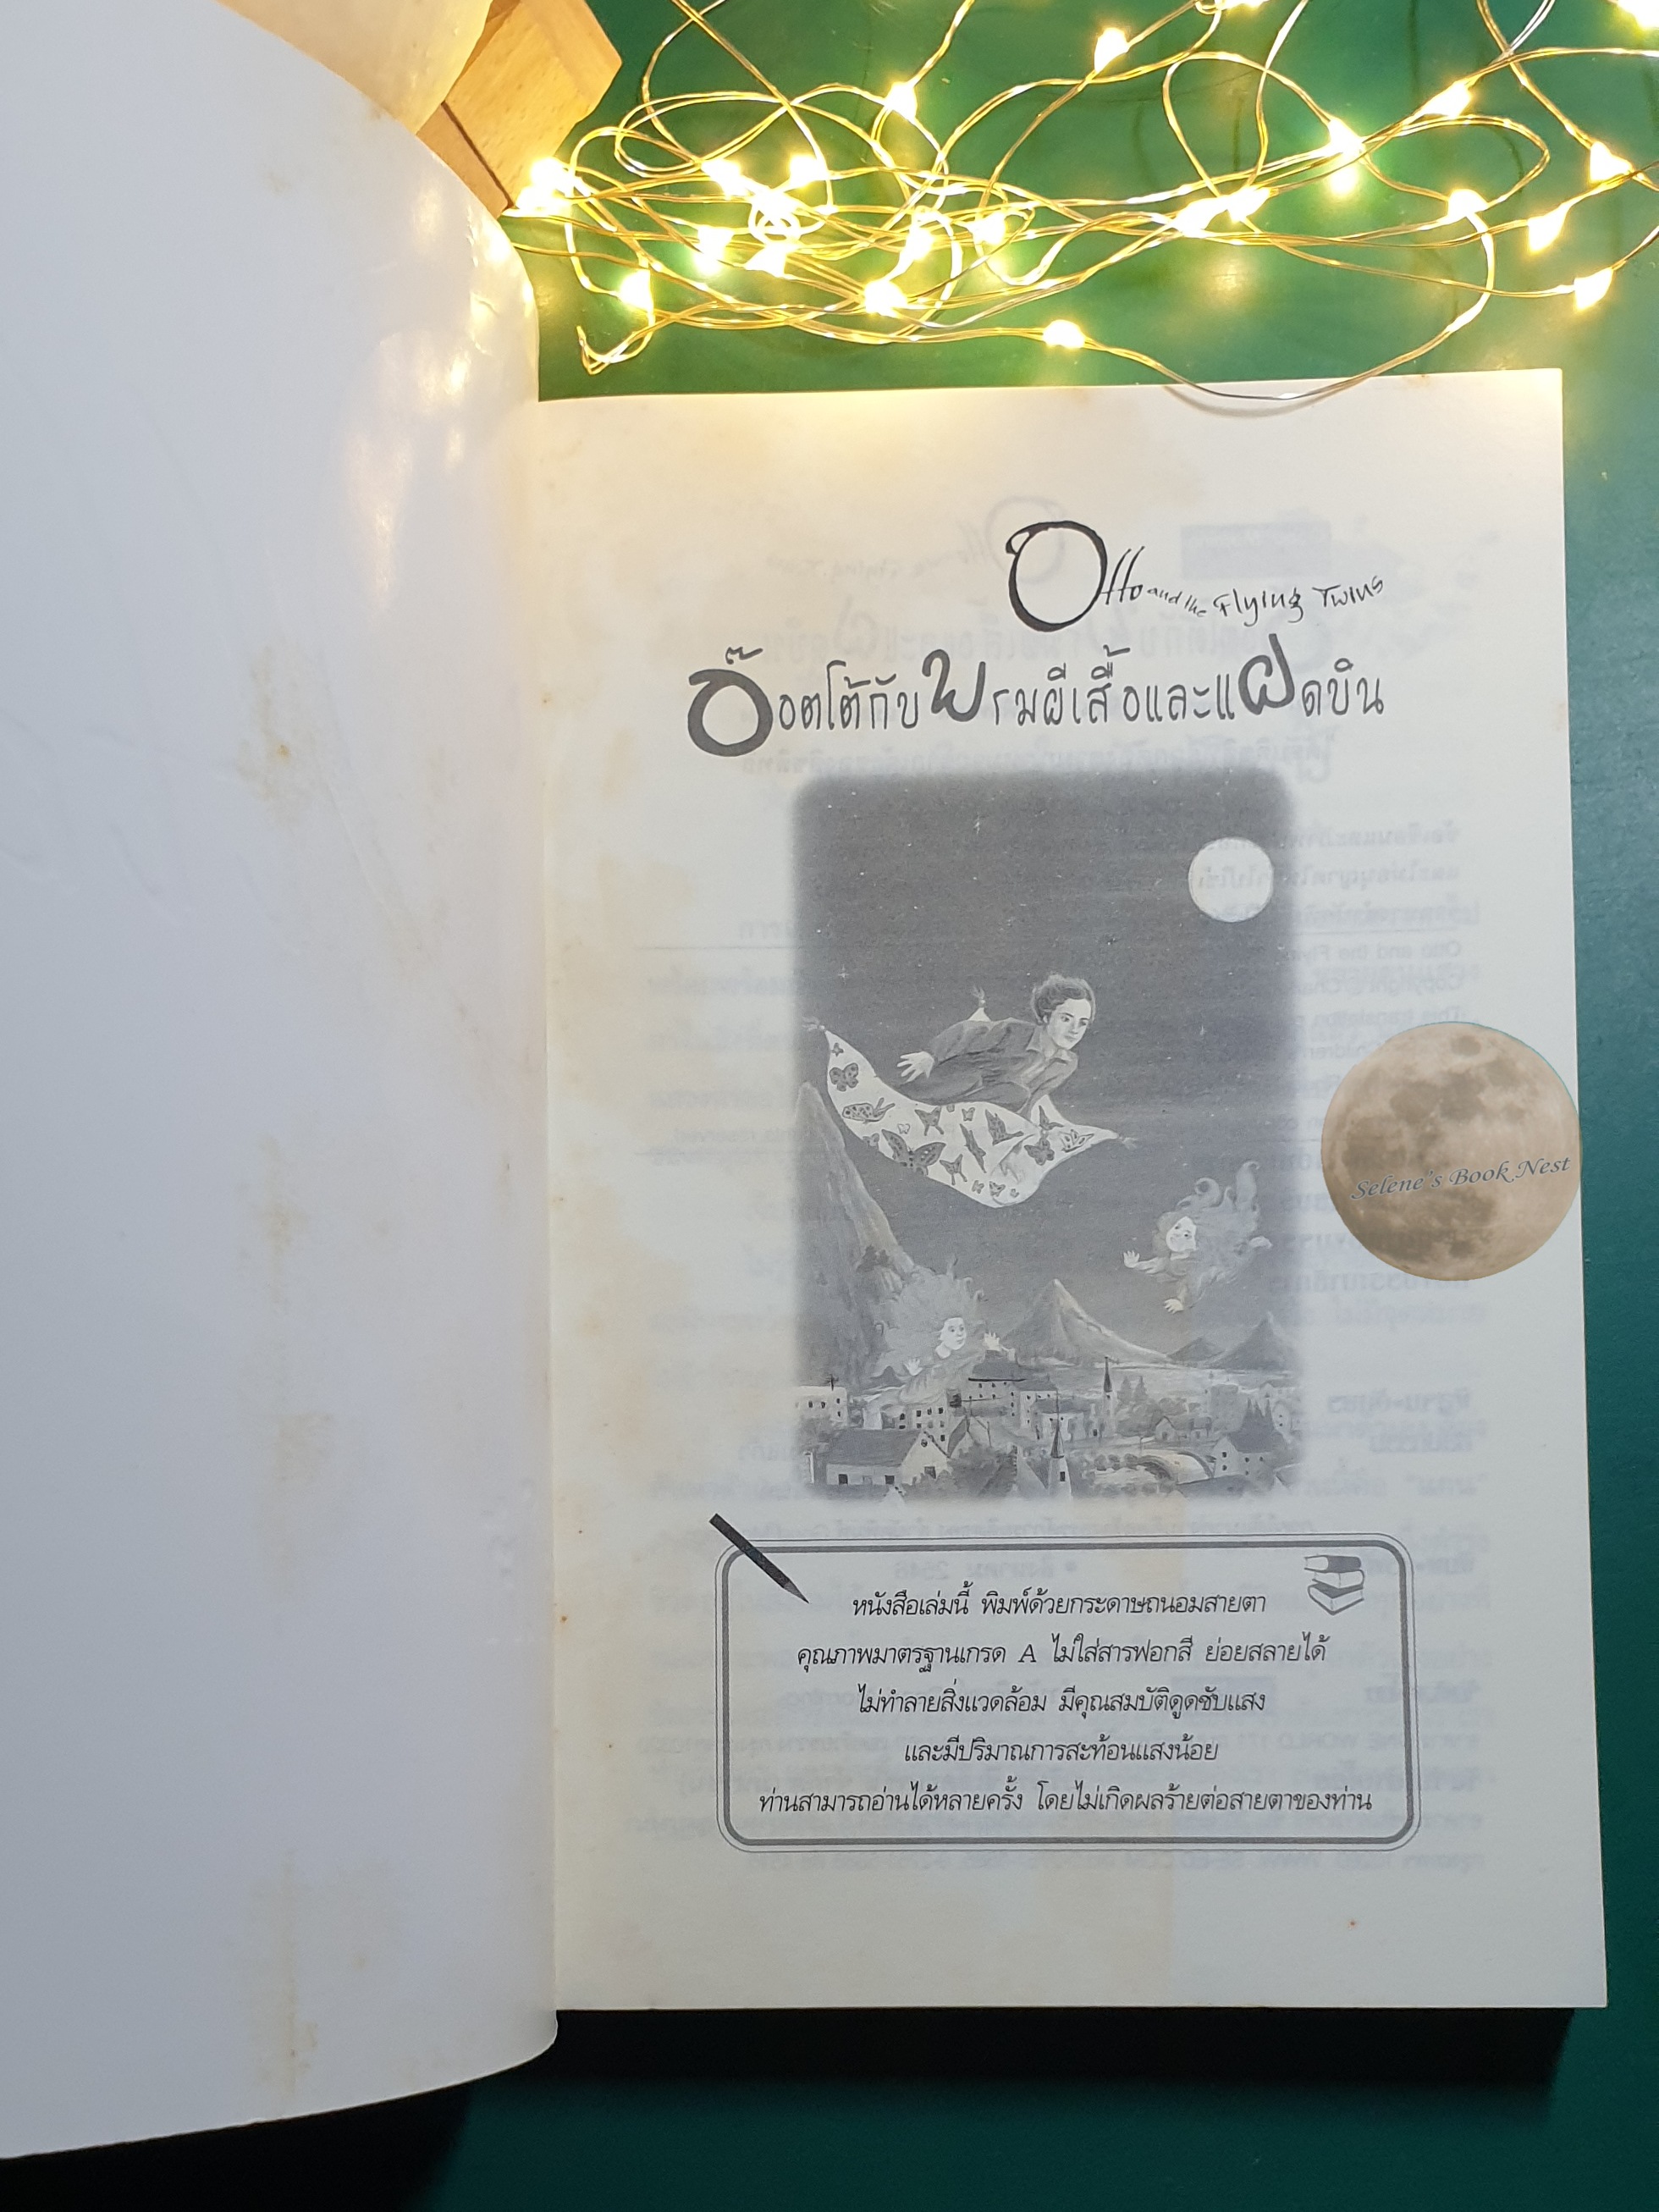 Otto and the Flying Twins
อ๊อตโต้กับพรมผีเสื้อและแฝดบิน
Selene's Book Nest
หนังสือเล่มนี้ พิมพ์ด้วยกระดาษถนอมสายตา
คุณภาพมาตรฐานเกรด A ไม่ใส่สารฟอกสี ย่อยสลายได้
ไม่ทำลายสิ่งแวดล้อม มีคุณสมบัติดูดซับแสง
และมีปริมาณการสะท้อนแสงน้อย
ท่านสามารถอ่านได้หลายครั้ง โดยไม่เกิดผลร้ายต่อสายตาของท่าน